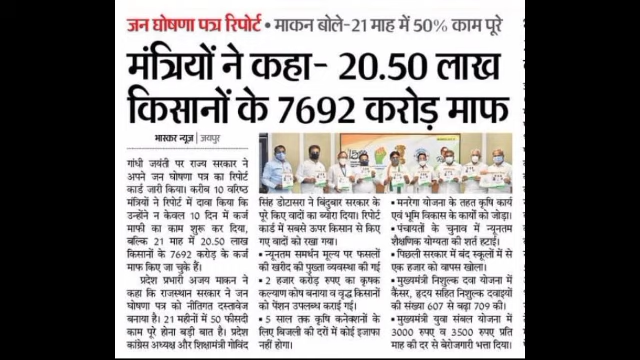 जन घोषणा पत्र रिपोर्ट • माकन बोले-21 माह में 50% काम पूरे
मंत्रियों ने कहा- 20.50 लाख
किसानों के 7692 करोड़ माफ
भास्कर न्यूज | जयपुर
गांधी जयंती पर राज्य सरकार ने
अपने जन घोषणा पत्र का रिपोर्ट
कार्ड जारी किया। करीब 10 वरिष्ठ
मंत्रियों ने रिपोर्ट में दावा किया कि
उन्होंने न केवल 10 दिन में कर्ज
माफी का काम शुरू कर दिया,
बल्कि 21 माह में 20.50 लाख
किसानों के 7692 करोड़ के कर्ज
माफ किए जा चुके हैं।
प्रदेश प्रभारी अजय माकन ने
कहा कि राजस्थान सरकार ने जन
घोषणा पत्र को नीतिगत दस्तावेज
बनाया है। 21 महीनों में 50 फीसदी
काम पूरे होना बड़ी बात है। प्रदेश
कांग्रेस अध्यक्ष और शिक्षामंत्री गोविंद
सिंह डोटासरा ने बिंदुवार सरकार के
पूरे किए वादों का ब्योरा दिया। रिपोर्ट
कार्ड में सबसे ऊपर किसान से किए
गए वादों को रखा गया।
• न्यूनतम समर्थन मूल्य पर फसलों
की खरीद की पुख्ता व्यवस्था की गई
• 2 हजार करोड़ रुपए का कृषक
कल्याण कोष बनाया व वृद्ध किसानों
को पेंशन उपलब्ध कराई गई।
• 5 साल तक कृषि कनेक्शनों के
लिए बिजली की दरों में कोई इजाफा
नहीं होगा।
• मनरेगा योजना के तहत कृषि कार्य
एवं भूमि विकास के कार्यों को जोड़ा।
• पंचायतों के चुनाव में न्यूनतम
शैक्षणिक योग्यता की शर्त हटाई।
• पिछली सरकार में बंद स्कूलों में से
एक हजार को वापस खोला।
• मुख्यमंत्री निशुल्क दवा योजना में
कैंसर, हृदय सहित निशुल्क दवाइयों
की संख्या 607 से बढ़ा 709 की।
• मुख्यमंत्री युवा संबल योजना में
3000 रुपए व 3500 रुपए प्रति
माह की दर से बेरोजगारी भत्ता दिया।